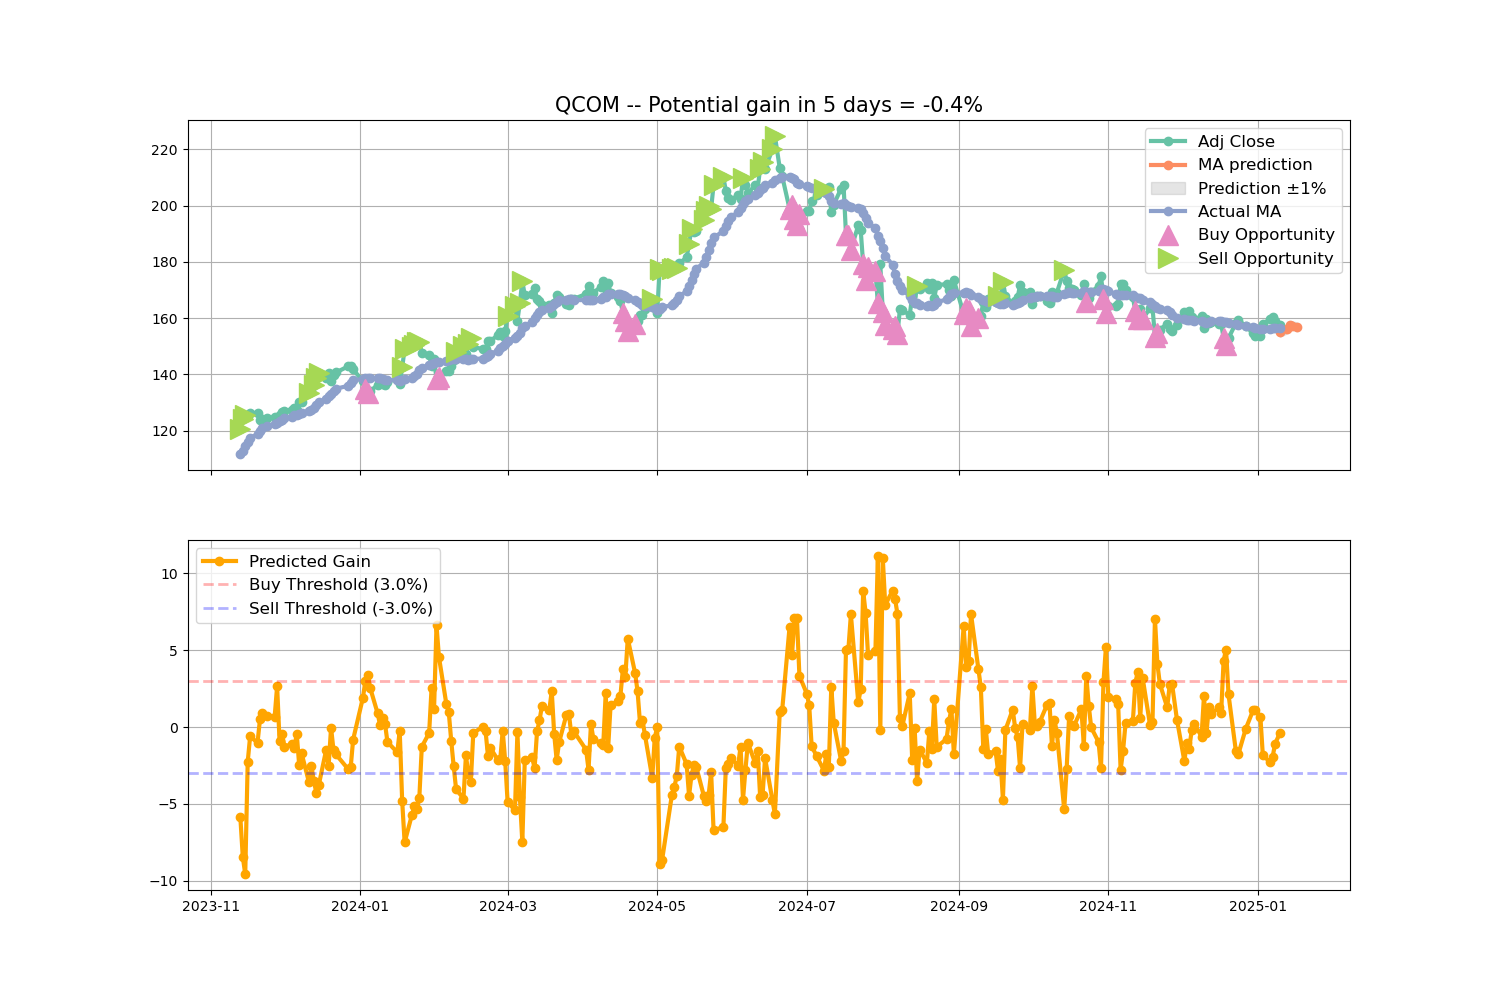 QCOM -- Potential gain in 5 days = -0.4%
220
200
180
160
140
120
Adj Close
MA prediction
Prediction ±1%
Actual MA
Buy Opportunity
Sell Opportunity
10
5
0
−5
−10
Predicted Gain
Buy Threshold (3.0%)
Sell Threshold (-3.0%)
2023-11
2024-01
2024-03
2024-05
2024-07
2024-09
2024-11
2025-01